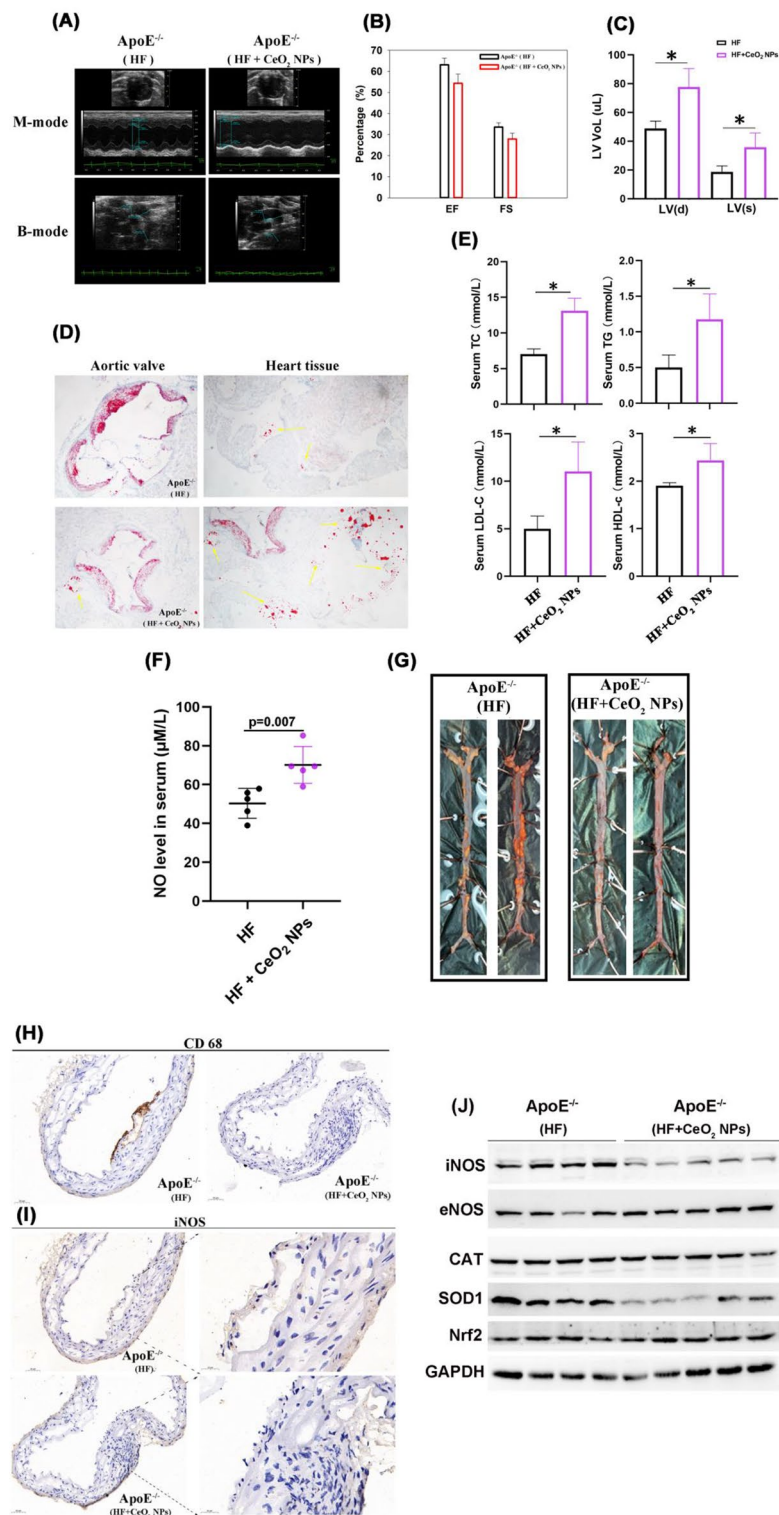 (A)
ApoE⁻/⁻
( HF )
ApoE⁻/⁻
( HF + CeO₂ NPs )
M-mode
B-mode
(B)
Percentage (%)
70
60
50
40
30
20
10
0
ApoE⁻/⁻ ( HF )
ApoE⁻/⁻ ( HF + CeO₂ NPs )
EF
FS
(C)
LV VoL (uL)
100
80
60
40
20
0
HF
HF+CeO₂ NPs
*
*
LV(d)
LV(s)
(D)
Aortic valve
Heart tissue
ApoE⁻/⁻
( HF )
ApoE⁻/⁻
( HF + CeO₂ NPs )
(E)
Serum TC (mmol/L)
20
15
10
5
0
*
Serum TG (mmol/L)
2.0
1.5
1.0
0.5
0.0
*
Serum LDL-C (mmol/L)
15
10
5
0
*
HF
HF+CeO₂ NPs
Serum HDL-c (mmol/L)
4
3
2
1
0
*
HF
HF+CeO₂ NPs
(F)
NO level in serum (µM/L)
100
80
60
40
20
0
p=0.007
HF
HF + CeO₂ NPs
(G)
ApoE⁻/⁻
(HF)
ApoE⁻/⁻
(HF+CeO₂ NPs)
(H)
CD 68
ApoE⁻/⁻
(HF)
ApoE⁻/⁻
(HF+CeO₂ NPs)
(I)
iNOS
ApoE⁻/⁻
(HF)
ApoE⁻/⁻
(HF+CeO₂ NPs)
(J)
ApoE⁻/⁻
(HF)
ApoE⁻/⁻
(HF+CeO₂ NPs)
iNOS
eNOS
CAT
SOD1
Nrf2
GAPDH